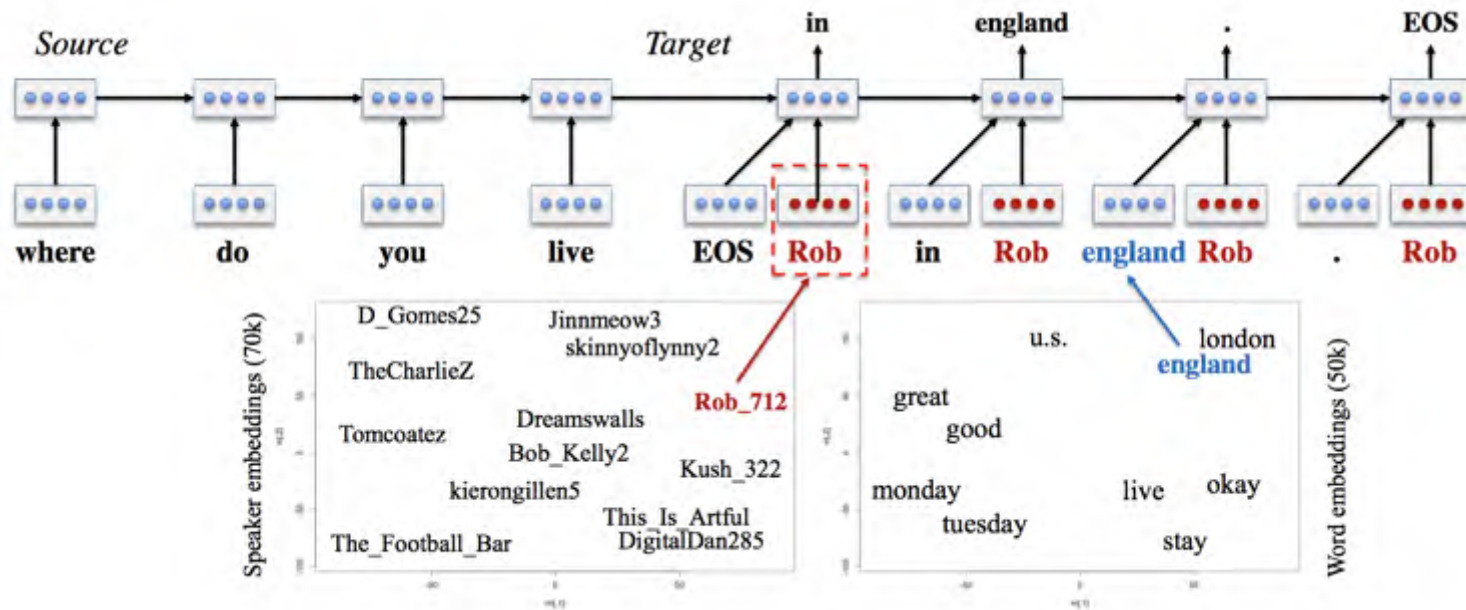 in england . EOS
Source Target
where do you live EOS Rob in Rob england Rob . Rob
Speaker embeddings (70k)
D_Gomes25
Jinnmeow3
skinnyoflynny2
TheCharlieZ
Rob_712
Dreamswalls
Tomcoatez
Bob_Kelly2
Kush_322
kierongillen5
This_Is_Artful
The_Football_Bar
DigitalDan285
u.s.
london
england
great
good
monday
live
okay
tuesday
stay
Word embeddings (50k)